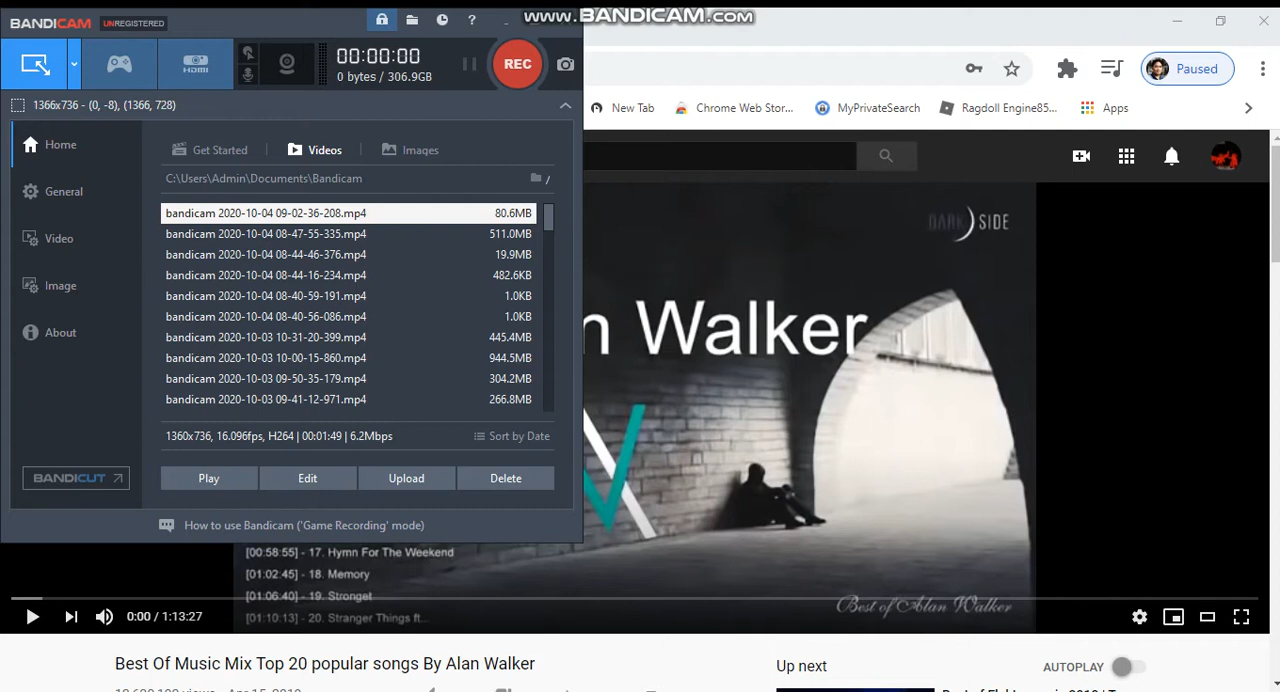 www.BANDICAM.com
BANDICAM UNREGISTERED
?
HDMI
00:00:00
0 bytes / 306.9GB
REC
Paused
1366x736 - (0, -8), (1366, 728)
New Tab
Chrome Web Stor...
MyPrivateSearch
Ragdoll Engine85...
Apps
Home
General
Video
Image
About
Get Started
Videos
Images
C:\Users\Admin\Documents\Bandicam
/
bandicam 2020-10-04 09-02-36-208.mp4 80.6MB
bandicam 2020-10-04 08-47-55-335.mp4 511.0MB
bandicam 2020-10-04 08-44-46-376.mp4 19.9MB
bandicam 2020-10-04 08-44-16-234.mp4 482.6KB
bandicam 2020-10-04 08-40-59-191.mp4 1.0KB
bandicam 2020-10-04 08-40-56-086.mp4 1.0KB
bandicam 2020-10-03 10-31-20-399.mp4 445.4MB
bandicam 2020-10-03 10-00-15-860.mp4 944.5MB
bandicam 2020-10-03 09-50-35-179.mp4 304.2MB
bandicam 2020-10-03 09-41-12-971.mp4 266.8MB
1360x736, 16.096fps, H264 | 00:01:49 | 6.2Mbps
Sort by Date
BANDICUT
Play
Edit
Upload
Delete
How to use Bandicam ('Game Recording' mode)
DARK SIDE
n Walker
[00:58:55] - 17. Hymn For The Weekend
[01:02:45] - 18. Memory
[01:06:40] - 19. Stronget
[01:10:13] - 20. Stranger Things ft...
Best of Alan Walker
0:00 / 1:13:27
Best Of Music Mix Top 20 popular songs By Alan Walker
Up next
AUTOPLAY